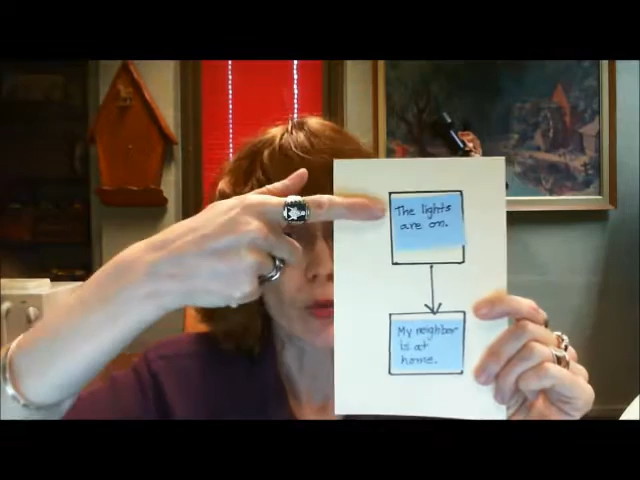 The lights
are on.
My neighbor
is at
home.